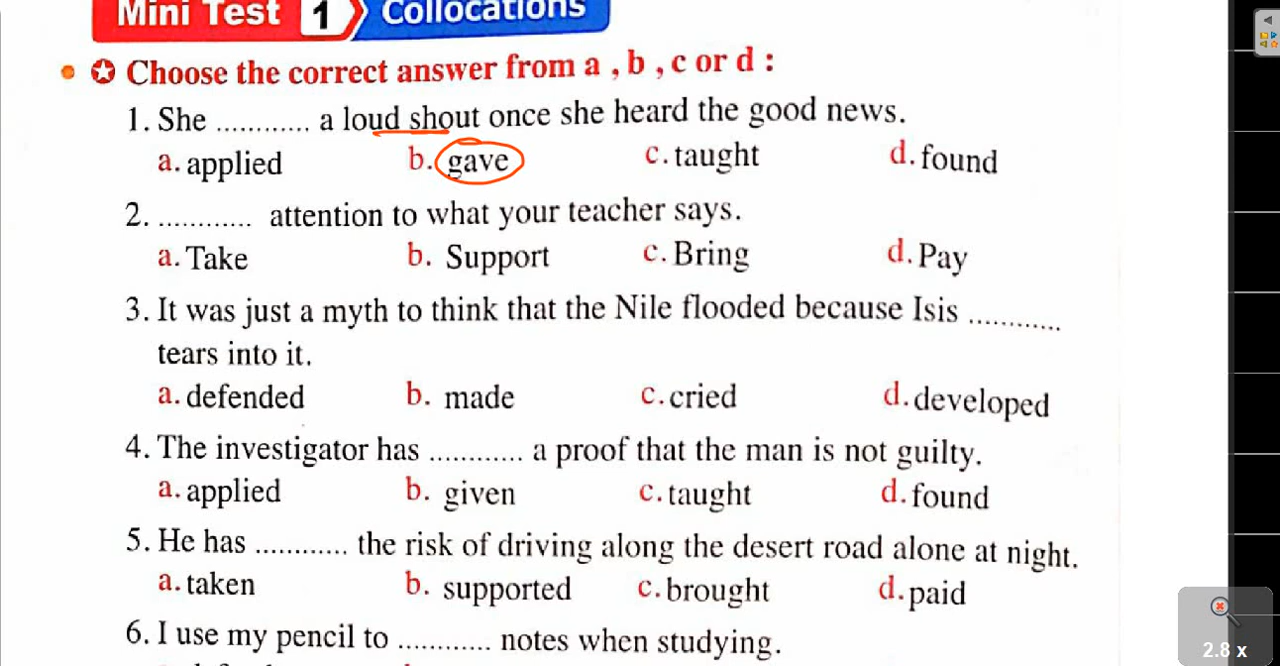 Mini Test 1 Collocations
Choose the correct answer from a , b , c or d :
1. She ............ a loud shout once she heard the good news.
a. applied b. gave c. taught d. found
2. ............ attention to what your teacher says.
a. Take b. Support c. Bring d. Pay
3. It was just a myth to think that the Nile flooded because Isis ............
tears into it.
a. defended b. made c. cried d. developed
4. The investigator has ............ a proof that the man is not guilty.
a. applied b. given c. taught d. found
5. He has ............ the risk of driving along the desert road alone at night.
a. taken b. supported c. brought d. paid
6. I use my pencil to ............ notes when studying.
2.8 x